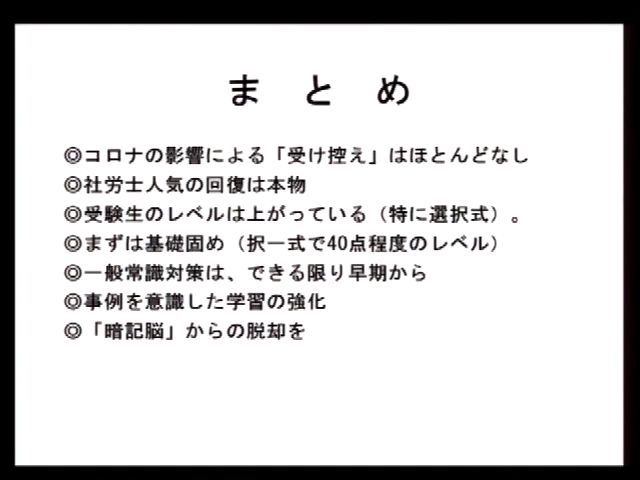 まとめ
◎コロナの影響による「受け控え」はほとんどなし
◎社労士人気の回復は本物
◎受験生のレベルは上がっている（特に選択式）。
◎まずは基礎固め（択一式で40点程度のレベル）
◎一般常識対策は、できる限り早期から
◎事例を意識した学習の強化
◎「暗記脳」からの脱却を